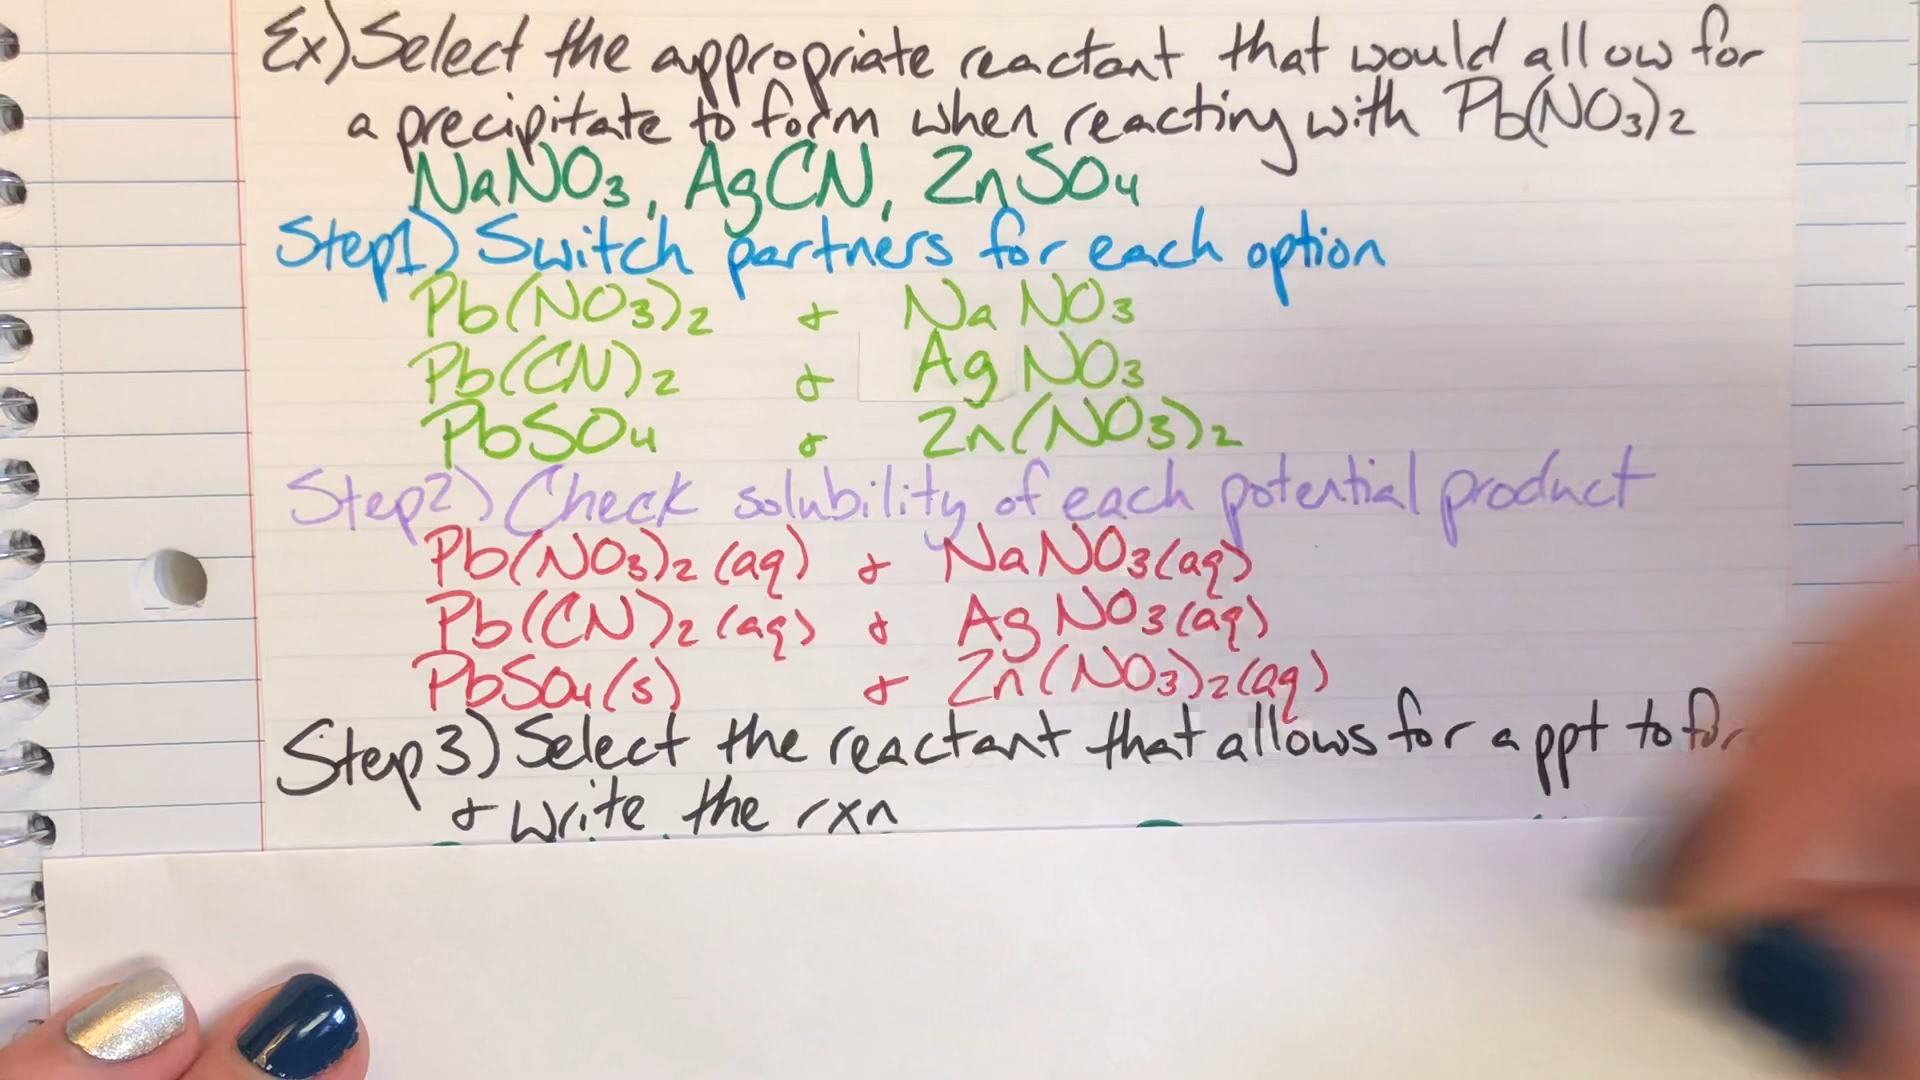 Ex) Select the appropriate reactant that would allow for
a precipitate to form when reacting with Pb(NO3)2
NaNO3, AgCN, ZnSO4
Step1) Switch partners for each option
Pb(NO3)2 & NaNO3
Pb(CN)2 & AgNO3
PbSO4 & Zn(NO3)2
Step2) Check solubility of each potential product
Pb(NO3)2(aq) & NaNO3(aq)
Pb(CN)2(aq) & AgNO3(aq)
PbSO4(s) & Zn(NO3)2(aq)
Step3) Select the reactant that allows for a ppt to
& write the rxn